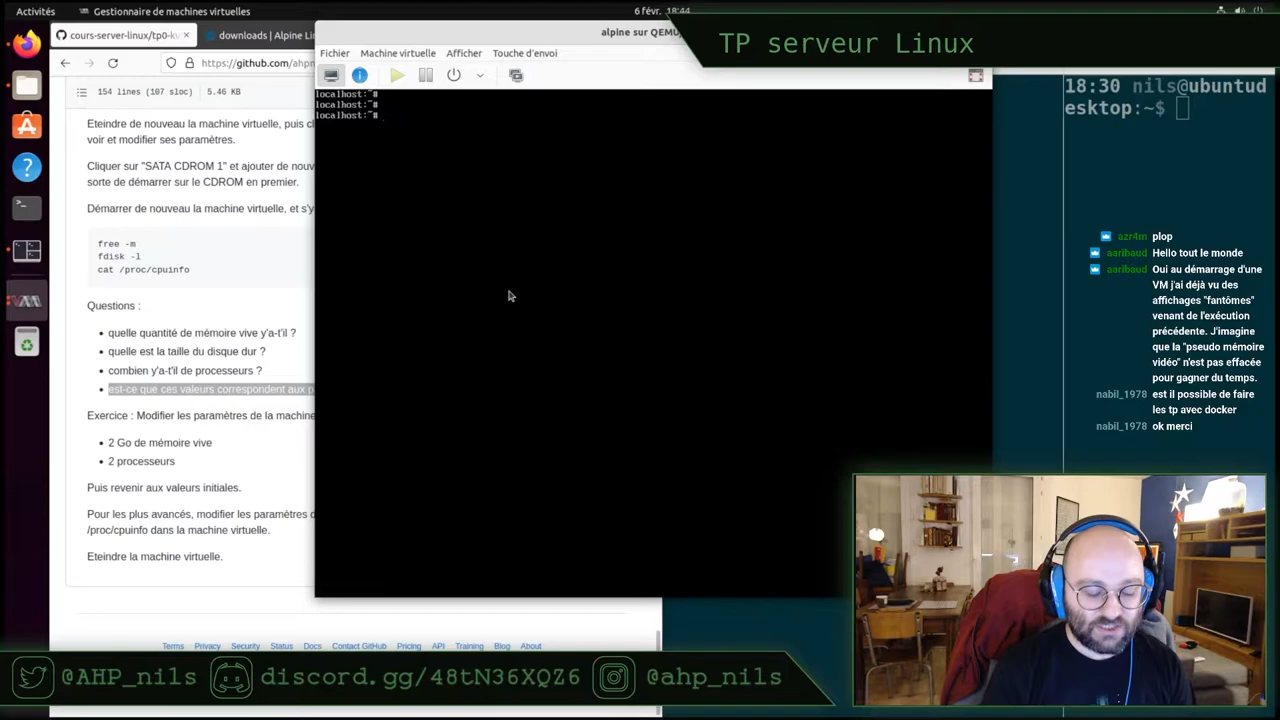 Activités
Gestionnaire de machines virtuelles
6 févr. 18:44
TP serveur Linux
cours-server-linux/tp0-kv
downloads | Alpine Li
alpine sur QEMU
https://github.com/ahpn
Fichier
Machine virtuelle
Afficher
Touche d'envoi
154 lines (107 sloc)
5.46 KB
localhost:~#
localhost:~#
localhost:~#
18:30 nils@ubuntud
esktop:~$
Eteindre de nouveau la machine virtuelle, puis c
voir et modifier ses paramètres.
Cliquer sur "SATA CDROM 1" et ajouter de nouv
sorte de démarrer sur le CDROM en premier.
Démarrer de nouveau la machine virtuelle, et s'y
free -m
fdisk -l
cat /proc/cpuinfo
Questions :
quelle quantité de mémoire vive y'a-t'il ?
quelle est la taille du disque dur ?
combien y'a-t'il de processeurs ?
est-ce que ces valeurs correspondent aux p
Exercice : Modifier les paramètres de la machine
2 Go de mémoire vive
2 processeurs
Puis revenir aux valeurs initiales.
Pour les plus avancés, modifier les paramètres d
/proc/cpuinfo dans la machine virtuelle.
Eteindre la machine virtuelle.
Terms
Privacy
Security
Status
Docs
Contact GitHub
Pricing
API
Training
Blog
About
azr4m plop
aaribaud Hello tout le monde
aaribaud Oui au démarrage d'une
VM j'ai déjà vu des
affichages "fantômes"
venant de l'exécution
précédente. J'imagine
que la "pseudo mémoire
vidéo" n'est pas effacée
pour gagner du temps.
nabil_1978 est il possible de faire
les tp avec docker
nabil_1978 ok merci
@AHP_nils
discord.gg/48tN36XQZ6
@ahp_nils